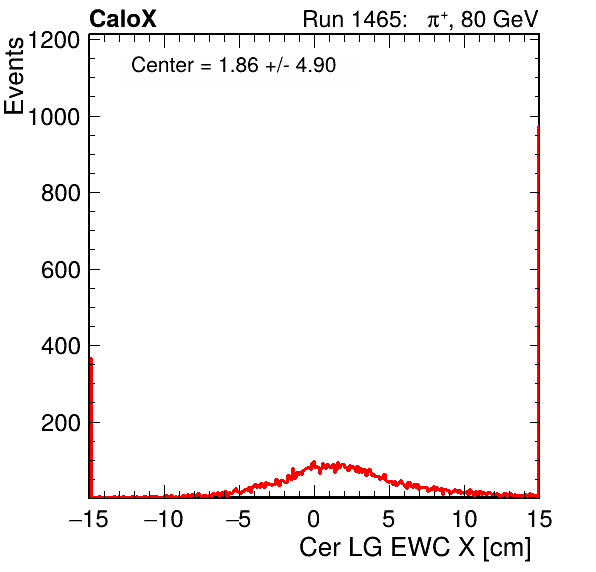 CaloX Run 1465: π⁺, 80 GeV
Center = 1.86 +/- 4.90
Events
1200
1000
800
600
400
200
−15 −10 −5 0 5 10 15
Cer LG EWC X [cm]